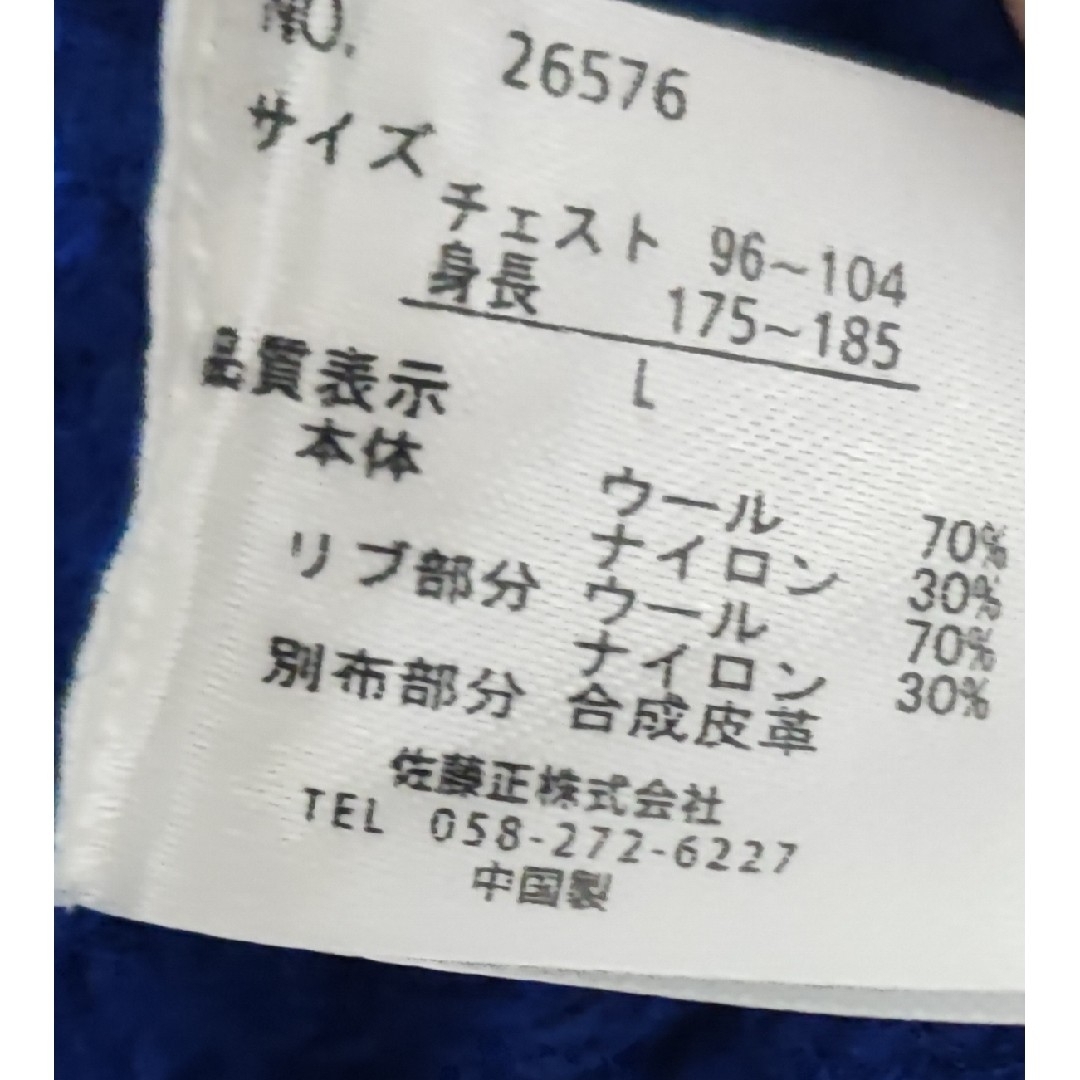 NO. 26576
サイズ
チェスト 96~104
身長 175~185
L
品質表示
本体 ウール 70%
ナイロン 30%
リブ部分 ウール 70%
ナイロン 30%
別布部分 合成皮革
佐藤正株式会社
TEL 058-272-6227
中国製